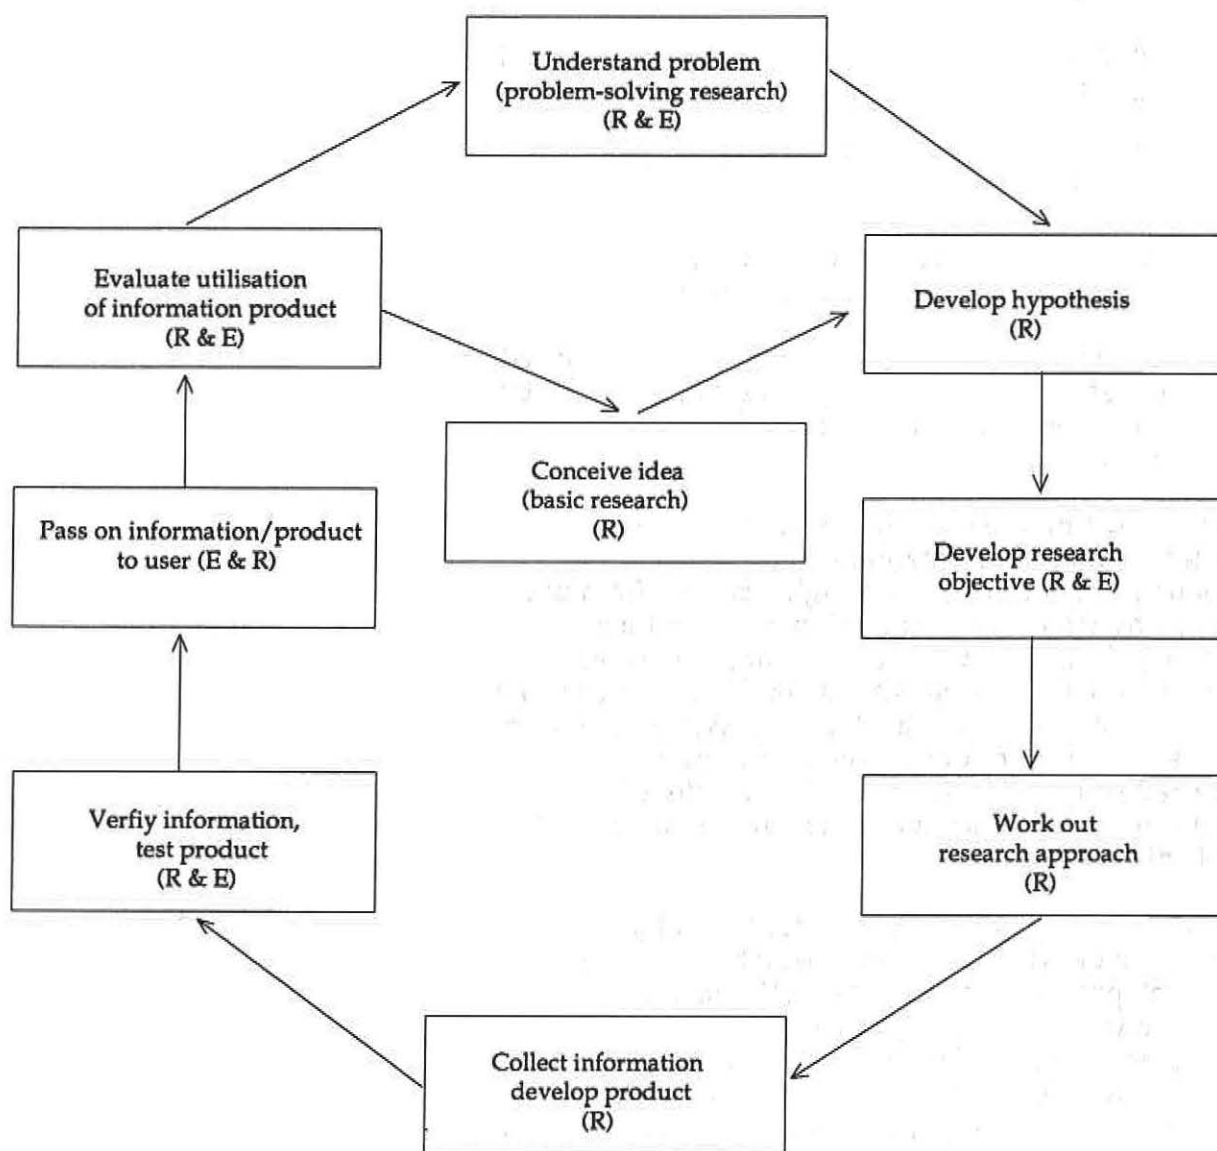 Understand problem
(problem-solving research)
(R & E)
Evaluate utilisation
of information product
(R & E)
Develop hypothesis
(R)
Conceive idea
(basic research)
(R)
Pass on information/product
to user (E & R)
Develop research
objective (R & E)
Verfiy information,
test product
(R & E)
Work out
research approach
(R)
Collect information
develop product
(R)